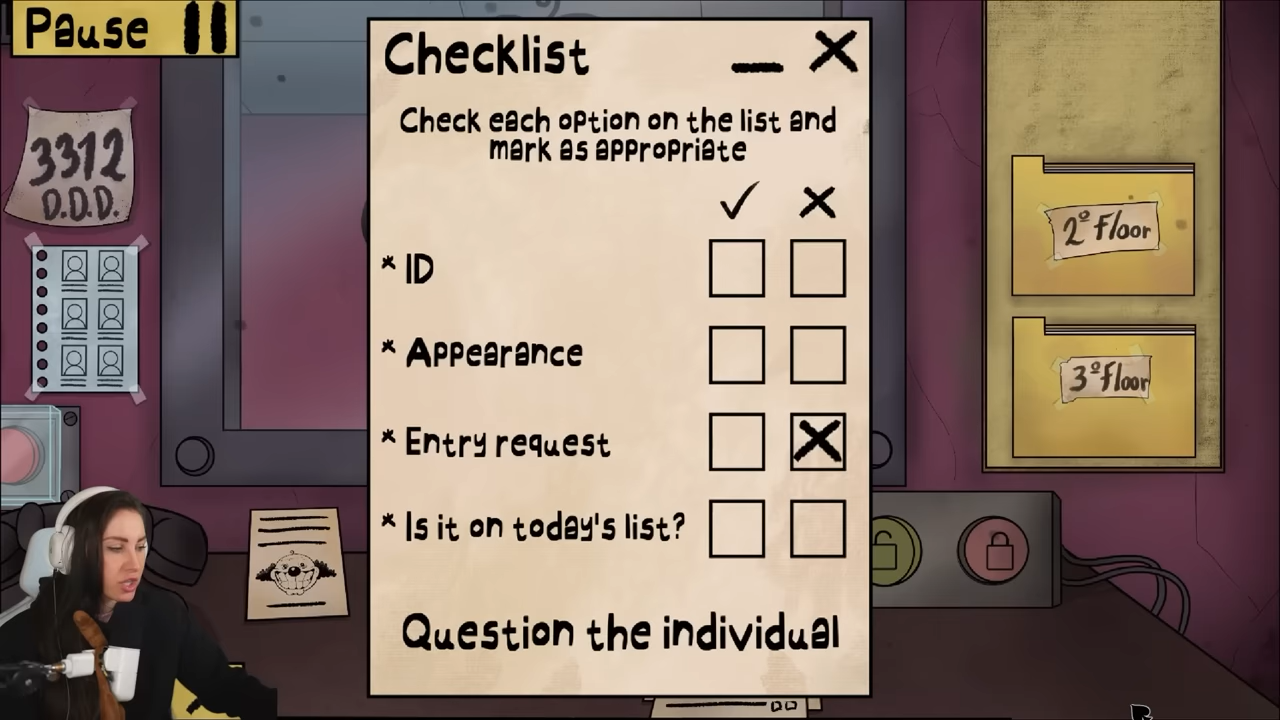 Pause
Checklist
Check each option on the list and
mark as appropriate
* ID
* Appearance
* Entry request
* Is it on today's list?
Question the individual
3312
D.D.D.
2º Floor
3º Floor